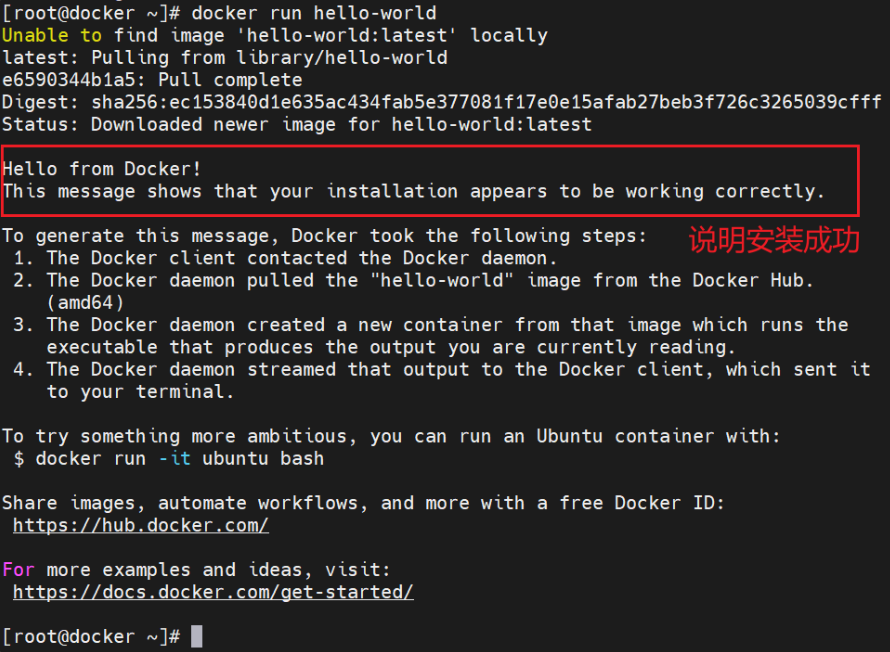 [root@docker ~]# docker run hello-world
Unable to find image 'hello-world:latest' locally
latest: Pulling from library/hello-world
e6590344b1a5: Pull complete
Digest: sha256:ec153840d1e635ac434fab5e377081f17e0e15afab27beb3f726c3265039cfff
Status: Downloaded newer image for hello-world:latest
Hello from Docker!
This message shows that your installation appears to be working correctly.
To generate this message, Docker took the following steps:
说明安装成功
1. The Docker client contacted the Docker daemon.
2. The Docker daemon pulled the "hello-world" image from the Docker Hub.
(amd64)
3. The Docker daemon created a new container from that image which runs the
executable that produces the output you are currently reading.
4. The Docker daemon streamed that output to the Docker client, which sent it
to your terminal.
To try something more ambitious, you can run an Ubuntu container with:
$ docker run -it ubuntu bash
Share images, automate workflows, and more with a free Docker ID:
https://hub.docker.com/
For more examples and ideas, visit:
https://docs.docker.com/get-started/
[root@docker ~]#